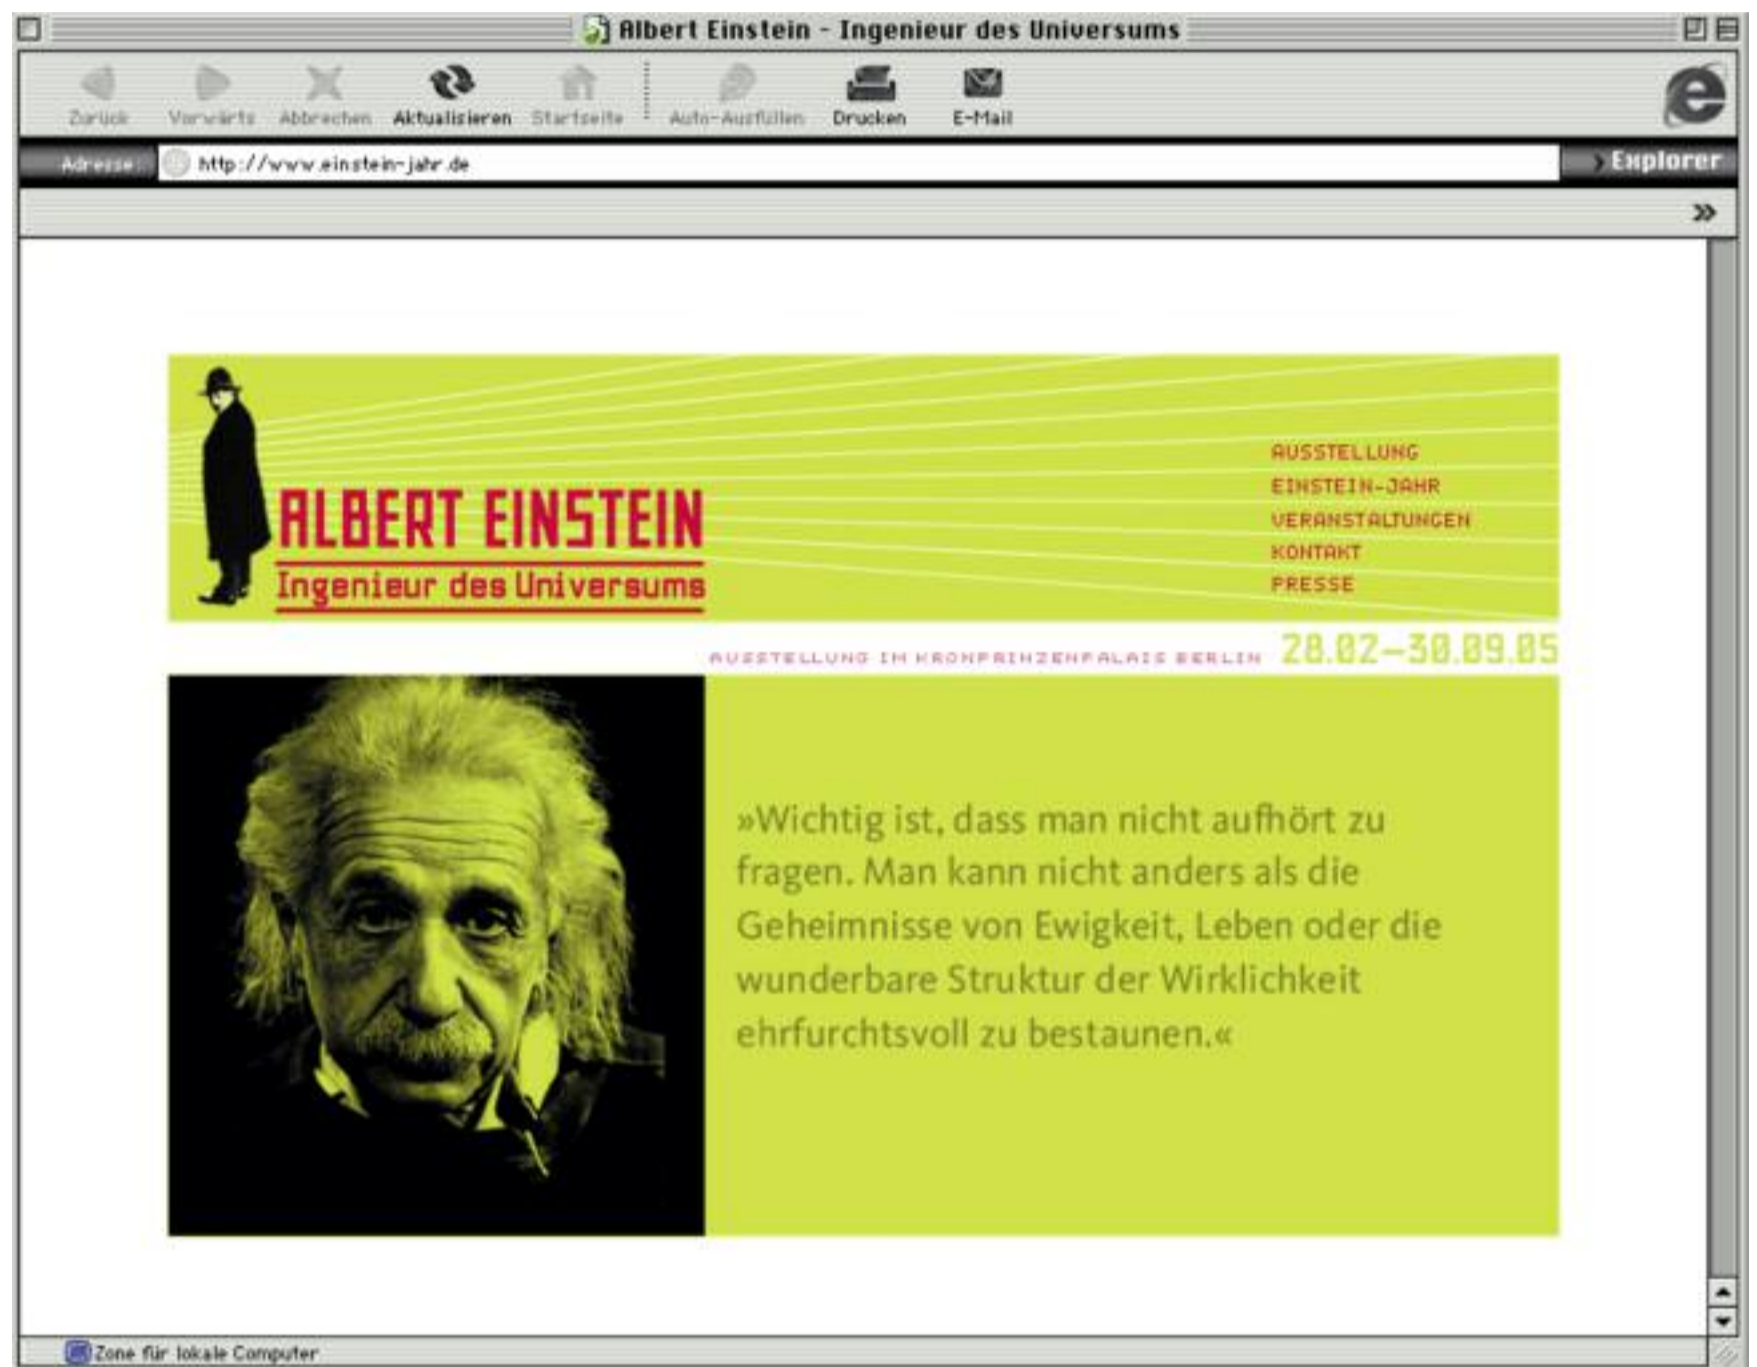 Albert Einstein - Ingenieur des Universums
Zurück Vorwärts Abbrechen Aktualisieren Startseite Auto-Ausfüllen Drucken E-Mail
Adresse: http://www.einstein-jahr.de › Explorer
»
AUSSTELLUNG
EINSTEIN-JAHR
VERANSTALTUNGEN
KONTAKT
PRESSE
ALBERT EINSTEIN
Ingenieur des Universums
AUSSTELLUNG IM KRONPRINZENPALAIS BERLIN 28.02–30.09.05
»Wichtig ist, dass man nicht aufhört zu
fragen. Man kann nicht anders als die
Geheimnisse von Ewigkeit, Leben oder die
wunderbare Struktur der Wirklichkeit
ehrfurchtsvoll zu bestaunen.«
Zone für lokale Computer